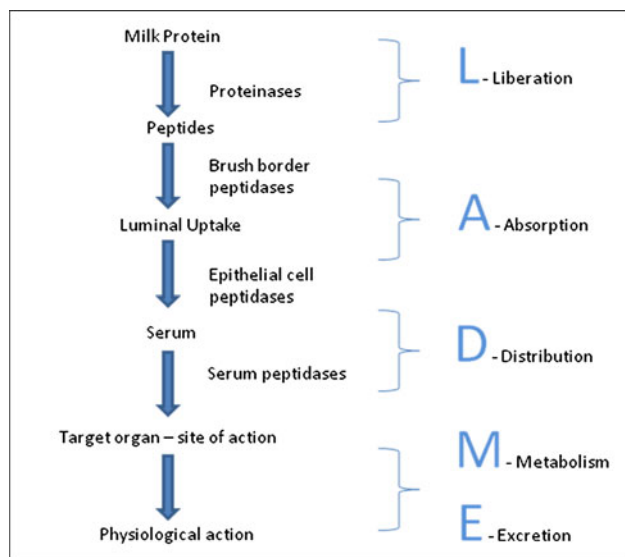 Milk Protein
L - Liberation
Proteinases
Peptides
Brush border
peptidases
A - Absorption
Luminal Uptake
Epithelial cell
peptidases
Serum
D - Distribution
Serum peptidases
Target organ – site of action
M - Metabolism
E - Excretion
Physiological action